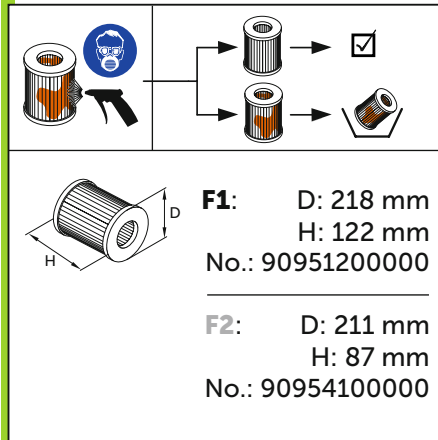 D
H
F1: D: 218 mm
H: 122 mm
No.: 90951200000
F2: D: 211 mm
H: 87 mm
No.: 90954100000